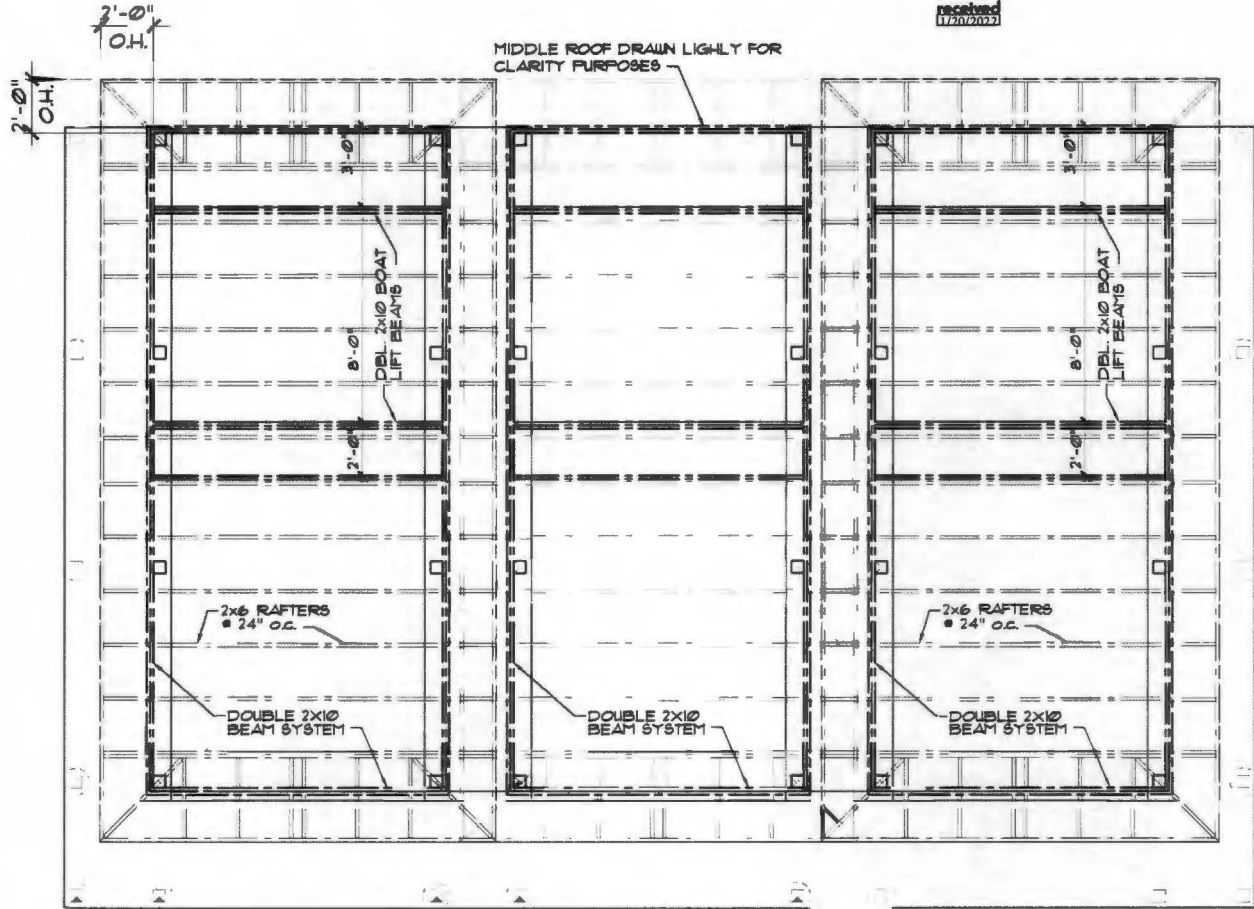 received
1/20/2022
2'-0"
O.H.
2'-0"
O.H.
MIDDLE ROOF DRAWN LIGHLY FOR
CLARITY PURPOSES
3'-0"
3'-0"
DBL. 2x10 BOAT
LIFT BEAMS
8'-0"
DBL. 2x10 BOAT
LIFT BEAMS
8'-0"
2'-0"
2'-0"
2x6 RAFTERS
@ 24" O.C.
2x6 RAFTERS
@ 24" O.C.
DOUBLE 2X10
BEAM SYSTEM
DOUBLE 2X10
BEAM SYSTEM
DOUBLE 2X10
BEAM SYSTEM